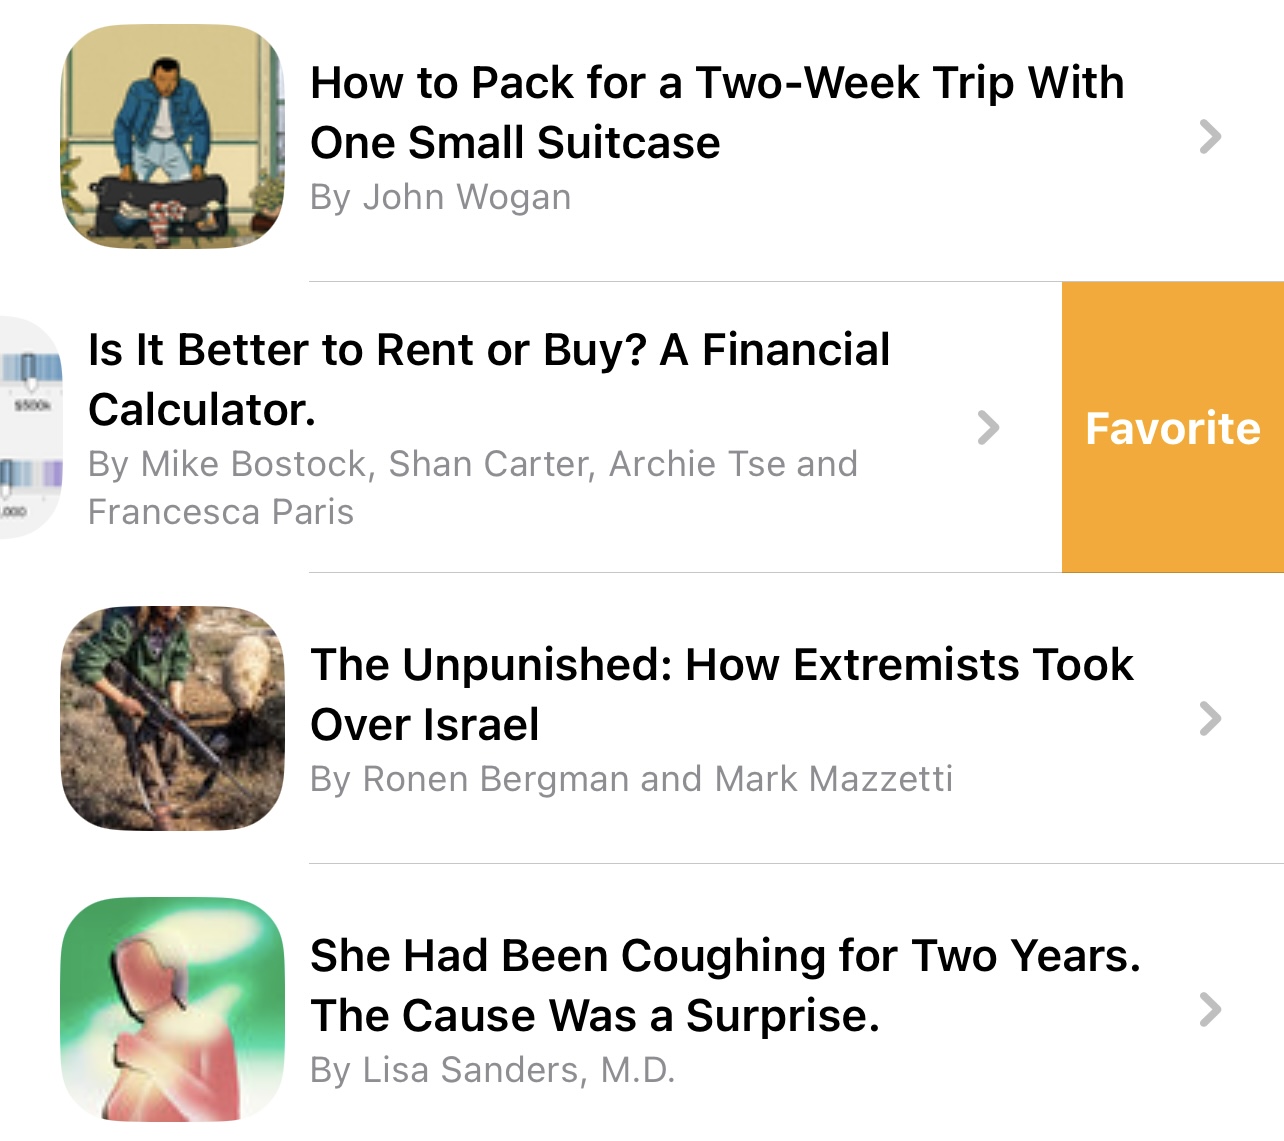 How to Pack for a Two-Week Trip With
One Small Suitcase
By John Wogan
Is It Better to Rent or Buy? A Financial
Calculator.
By Mike Bostock, Shan Carter, Archie Tse and
Francesca Paris
Favorite
$500k
,000
The Unpunished: How Extremists Took
Over Israel
By Ronen Bergman and Mark Mazzetti
She Had Been Coughing for Two Years.
The Cause Was a Surprise.
By Lisa Sanders, M.D.